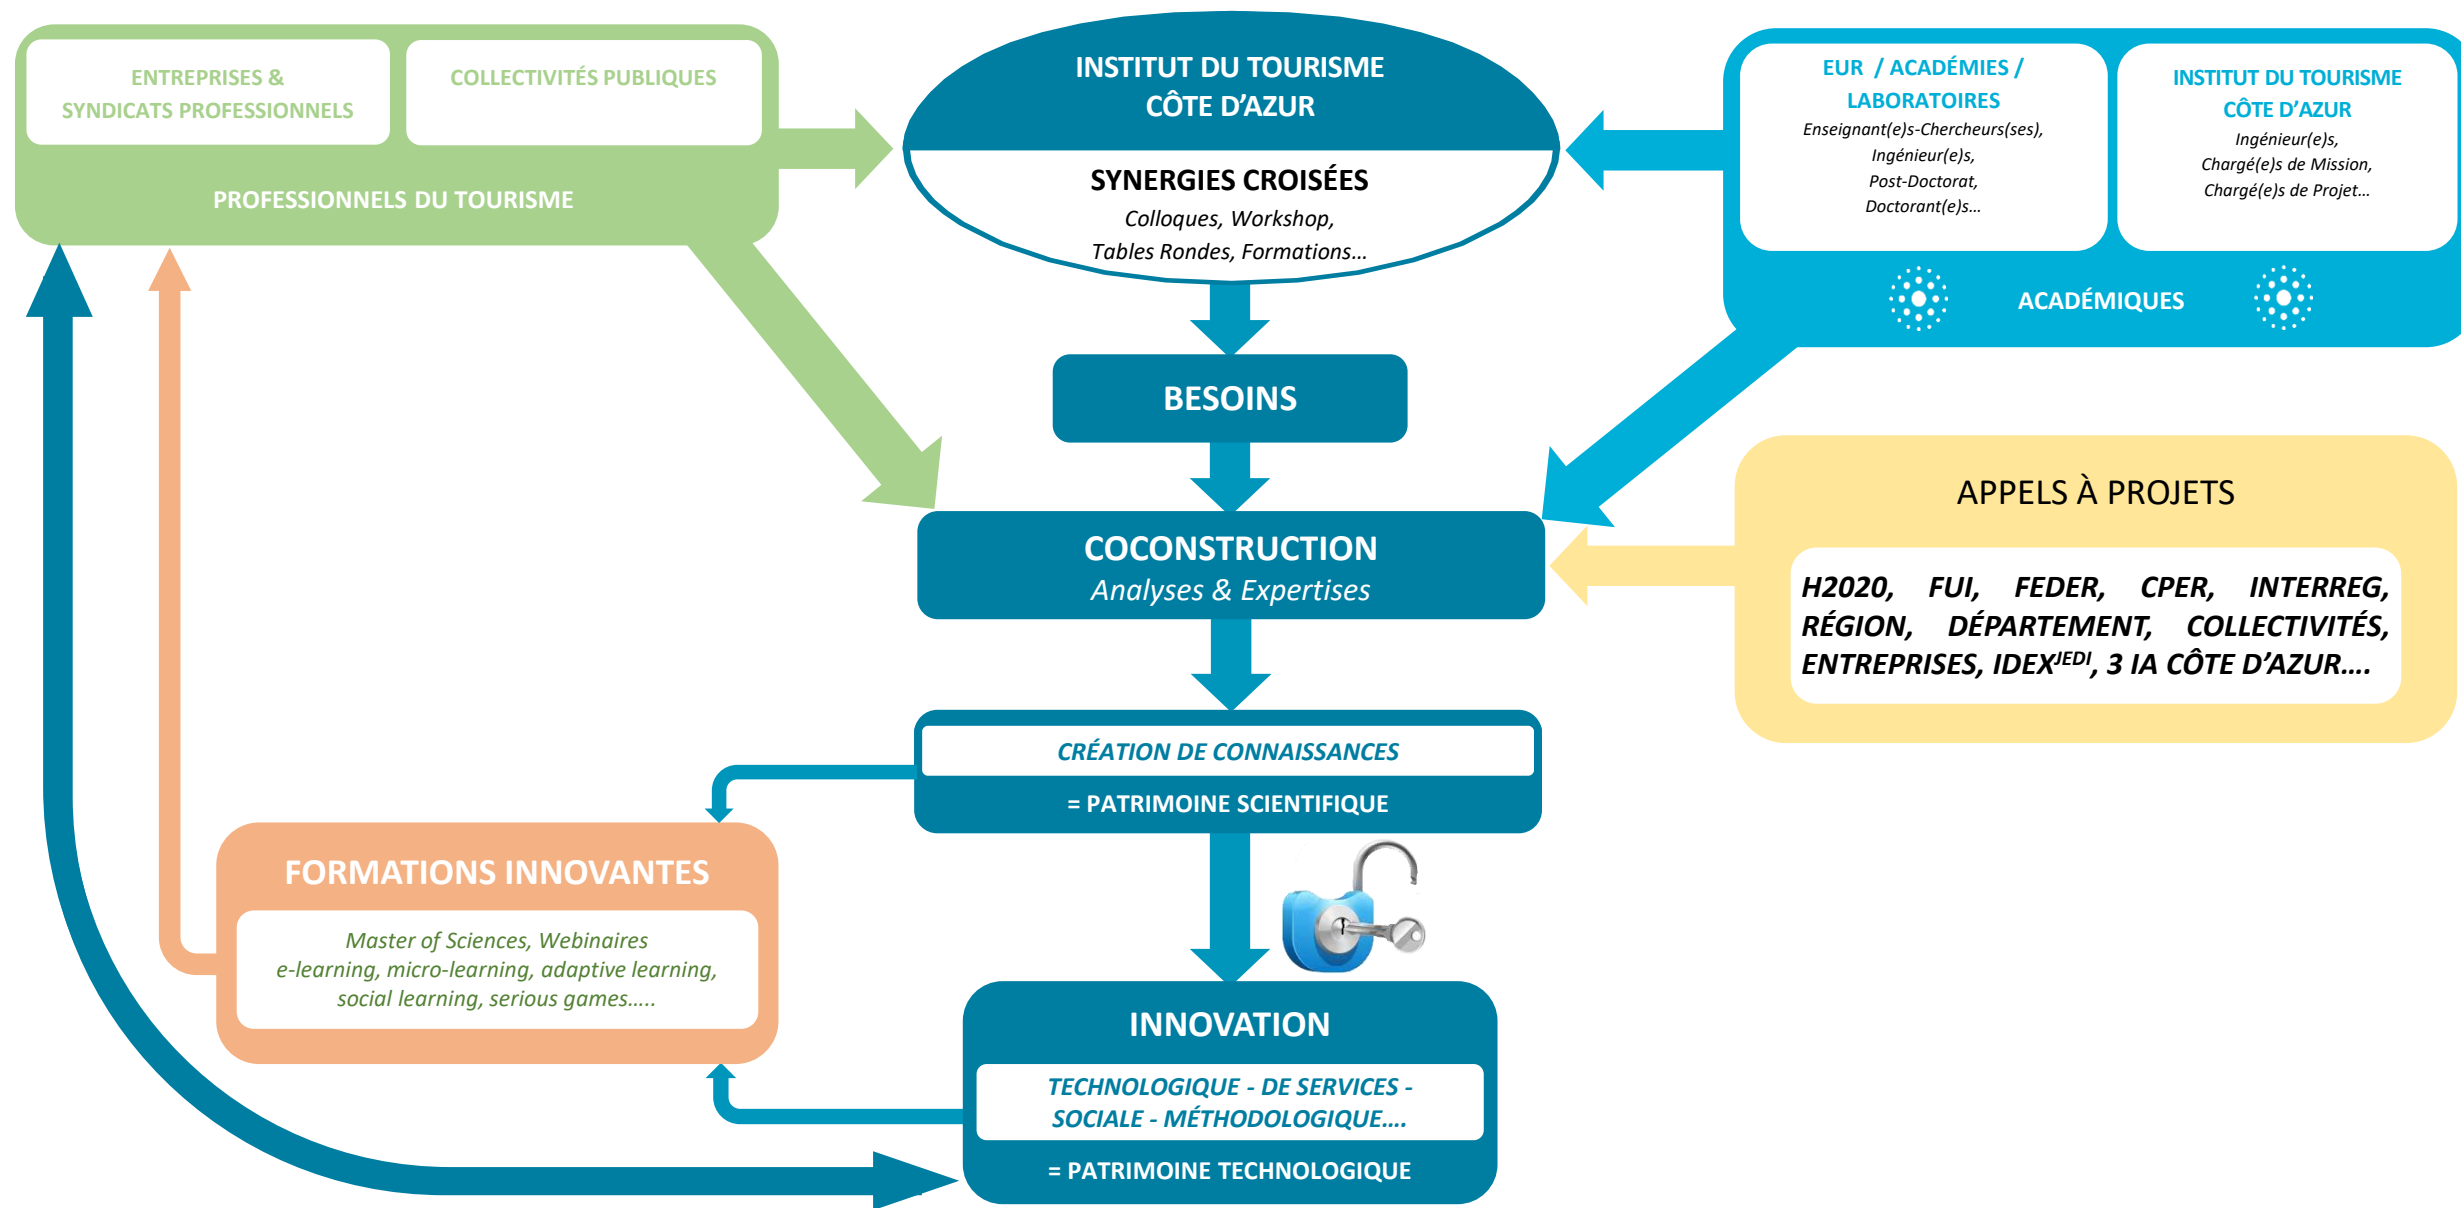 ENTREPRISES &
SYNDICATS PROFESSIONNELS
COLLECTIVITÉS PUBLIQUES
PROFESSIONNELS DU TOURISME
INSTITUT DU TOURISME
CÔTE D'AZUR
SYNERGIES CROISÉES
Colloques, Workshop,
Tables Rondes, Formations...
EUR / ACADÉMIES /
LABORATOIRES
Enseignant(e)s-Chercheurs(ses),
Ingénieur(e)s,
Post-Doctorat,
Doctorant(e)s...
INSTITUT DU TOURISME
CÔTE D'AZUR
Ingénieur(e)s,
Chargé(e)s de Mission,
Chargé(e)s de Projet...
ACADÉMIQUES
BESOINS
COCONSTRUCTION
Analyses & Expertises
APPELS À PROJETS
H2020, FUI, FEDER, CPER, INTERREG,
RÉGION, DÉPARTEMENT, COLLECTIVITÉS,
ENTREPRISES, IDEXJEDI, 3 IA CÔTE D'AZUR....
CRÉATION DE CONNAISSANCES
= PATRIMOINE SCIENTIFIQUE
FORMATIONS INNOVANTES
Master of Sciences, Webinaires
e-learning, micro-learning, adaptive learning,
social learning, serious games.....
INNOVATION
TECHNOLOGIQUE - DE SERVICES -
SOCIALE - MÉTHODOLOGIQUE....
= PATRIMOINE TECHNOLOGIQUE